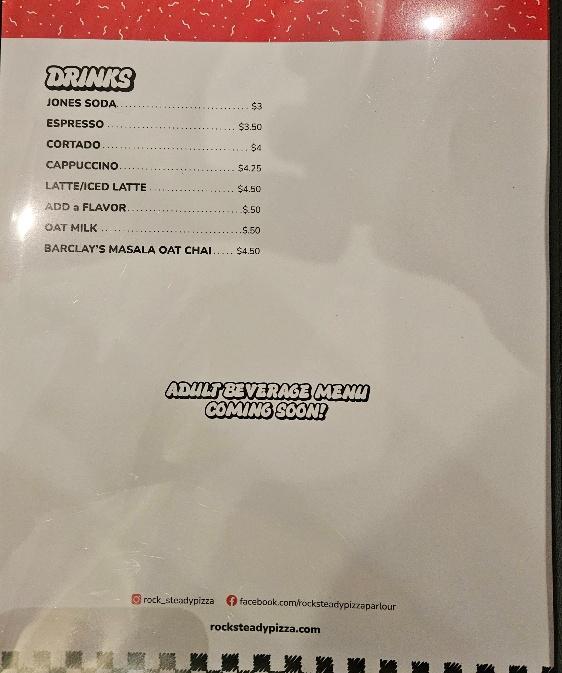 DRINKS
JONES SODA.............................. $3
ESPRESSO .............................. $3.50
CORTADO .............................. $4
CAPPUCCINO.............................. $4.25
LATTE/ICED LATTE .................... $4.50
ADD a FLAVOR.............................. $.50
OAT MILK .............................. $.50
BARCLAY'S MASALA OAT CHAI ..... $4.50
ADULT BEVERAGE MENU
COMING SOON!
rock_steadypizza facebook.com/rocksteadypizzaparlour
rocksteadypizza.com